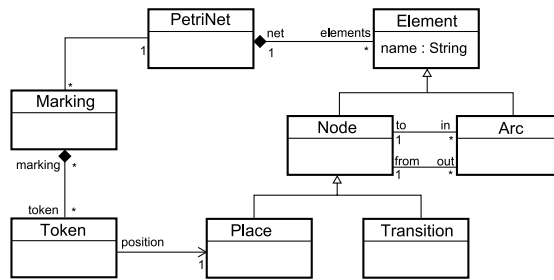 PetriNet
Element
net
elements
1
1
*
name : String
*
Marking
Node
to
in
Arc
1
*
marking
*
from
out
1
*
token
*
Token
position
Place
Transition
1